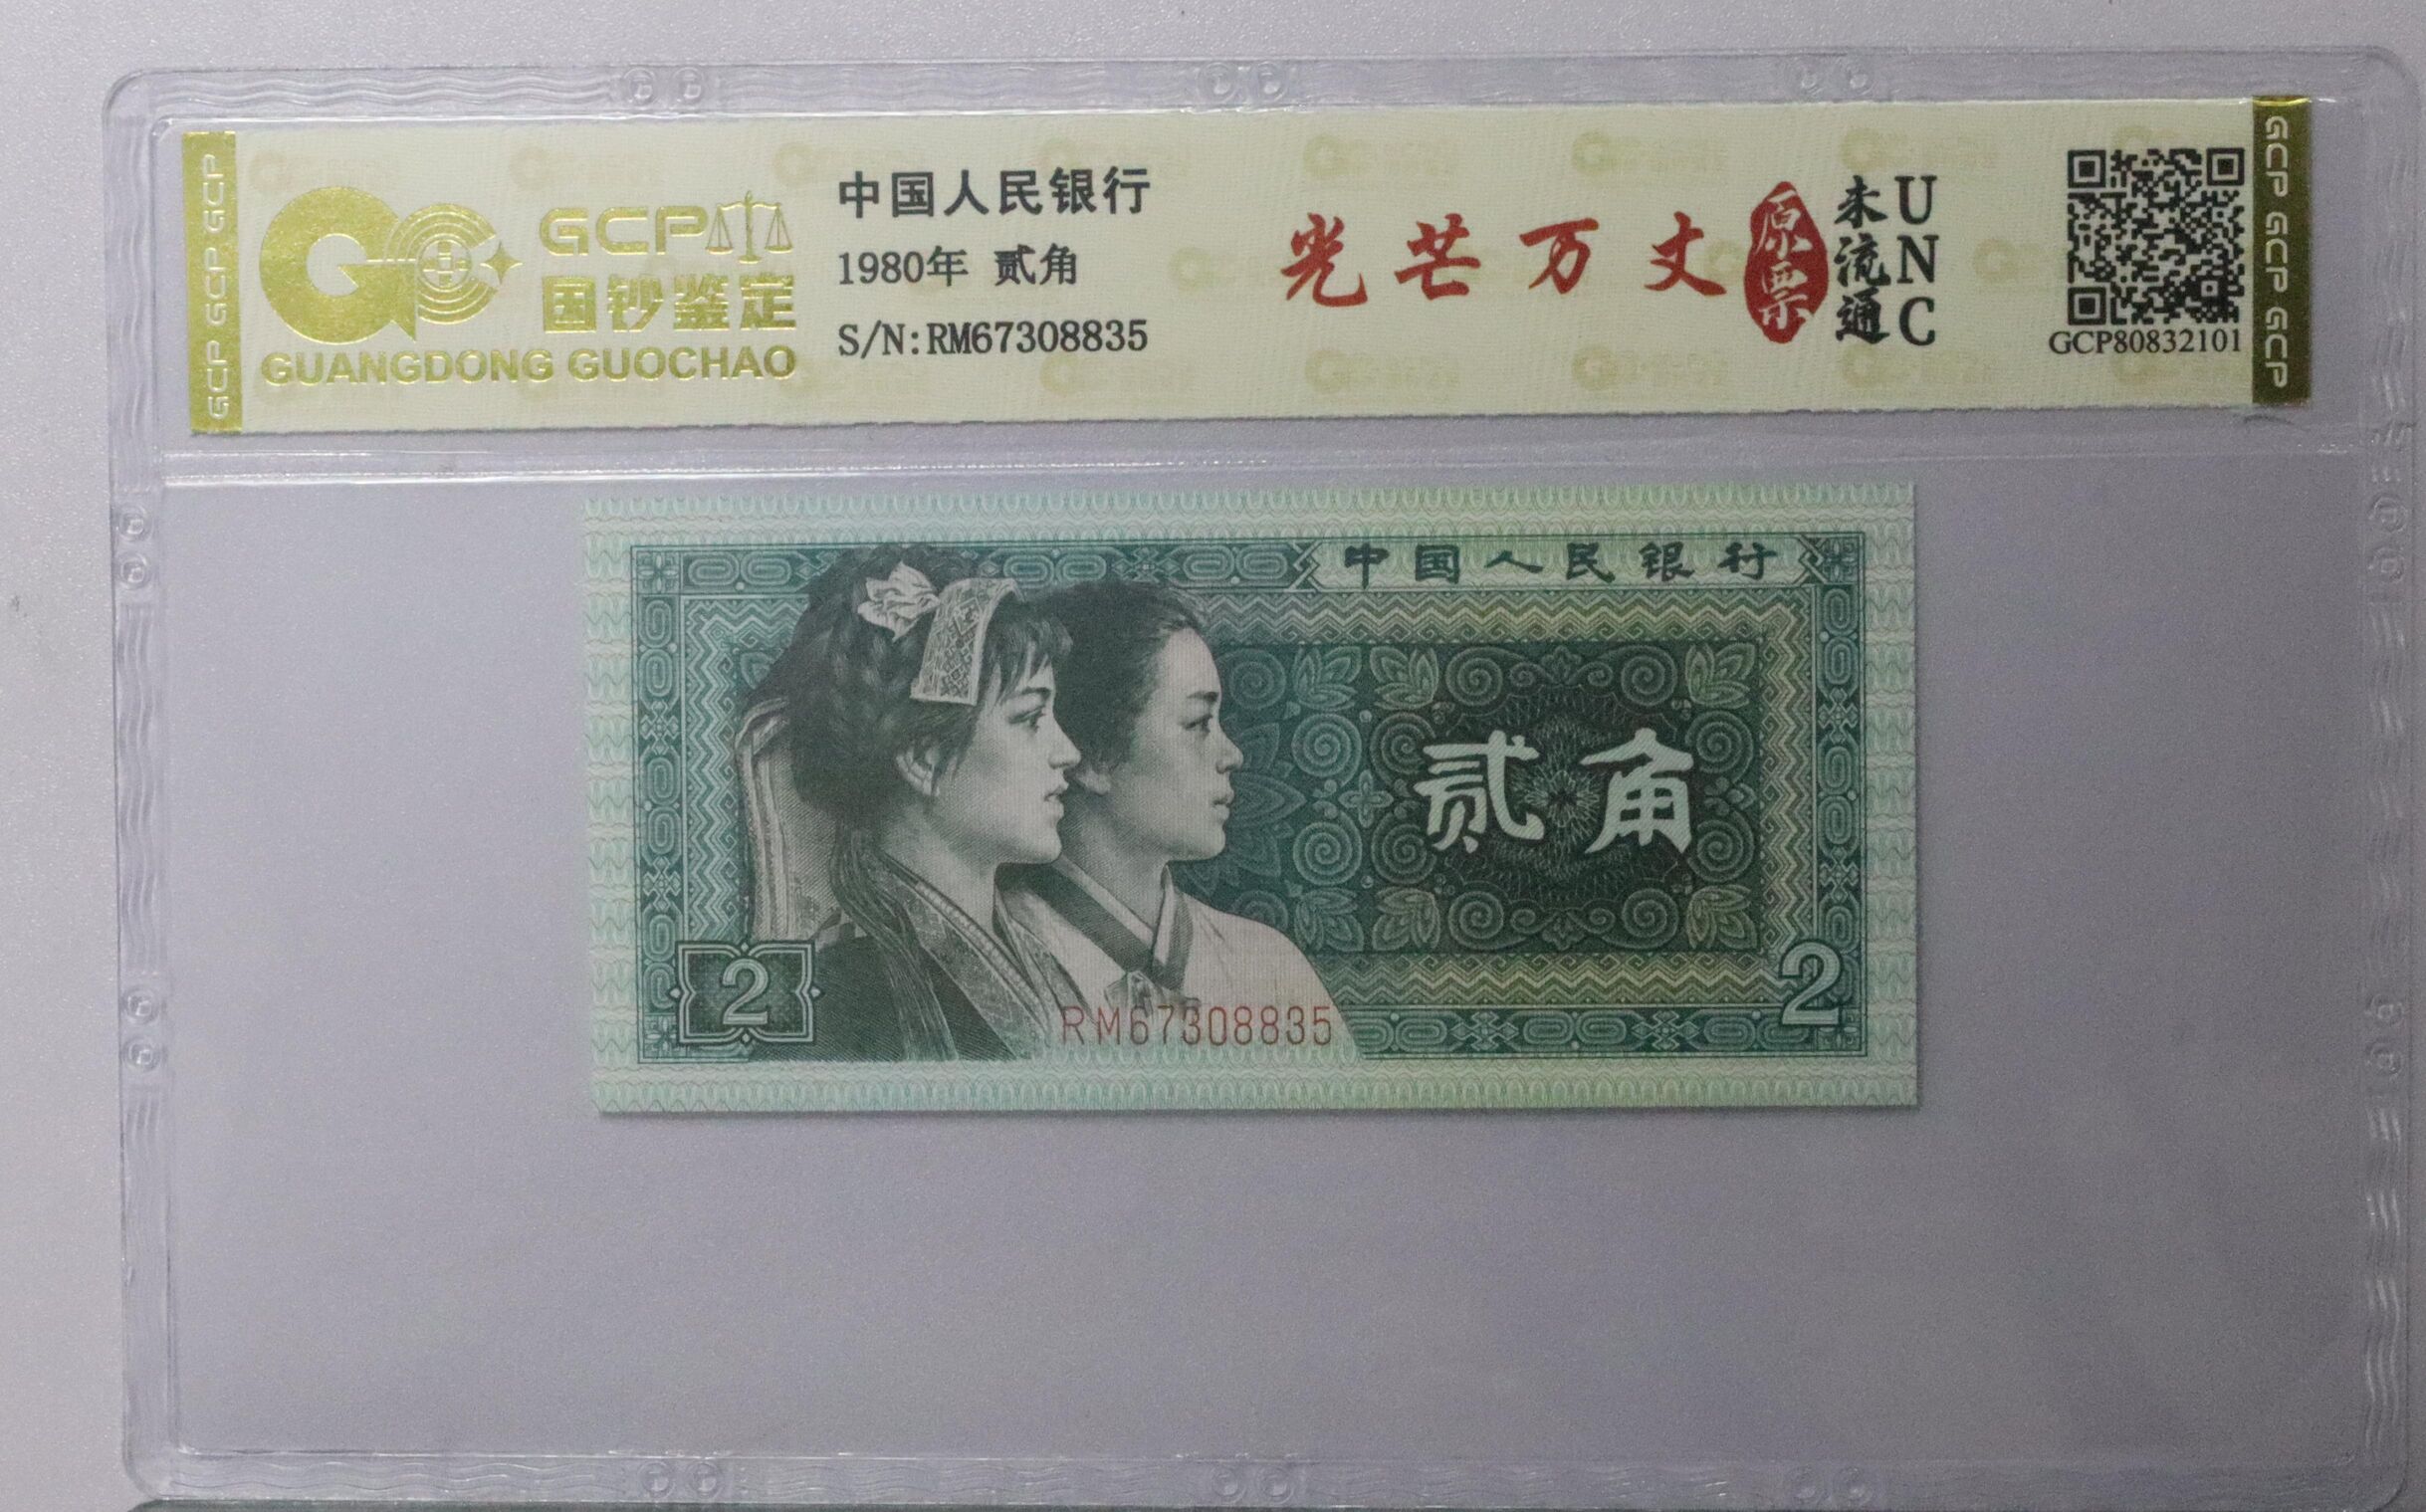 GCP GCP GCP
GCP
国钞鉴定
GUANGDONG GUOCHAO
中国人民银行
1980年 贰角
S/N:RM67308835
光芒万丈
原票
未流通
UNC
GCP80832101
GCP GCP GCP
中国人民银行
贰角
2
2
RM67308835